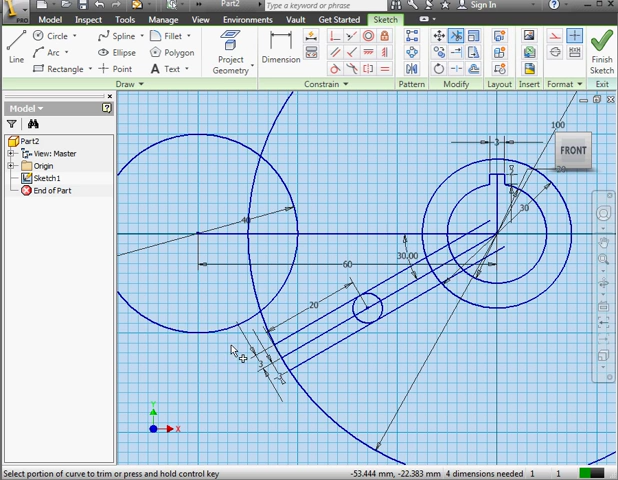 Part2
Type a keyword or phrase
Sign In
PRO
Model Inspect Tools Manage View Environments Vault Get Started Sketch
Line
Circle Spline Fillet
Arc Ellipse Polygon
Rectangle Point Text
Project Geometry
Dimension
Finish Sketch
Draw Constrain Pattern Modify Layout Insert Format Exit
Model
Part2
View: Master
Origin
Sketch1
End of Part
100
FRONT
3
20
30
40
30.00
60
20
3
Y
X
Select portion of curve to trim or press and hold control key
-53.444 mm, -22.383 mm 4 dimensions needed 1 1